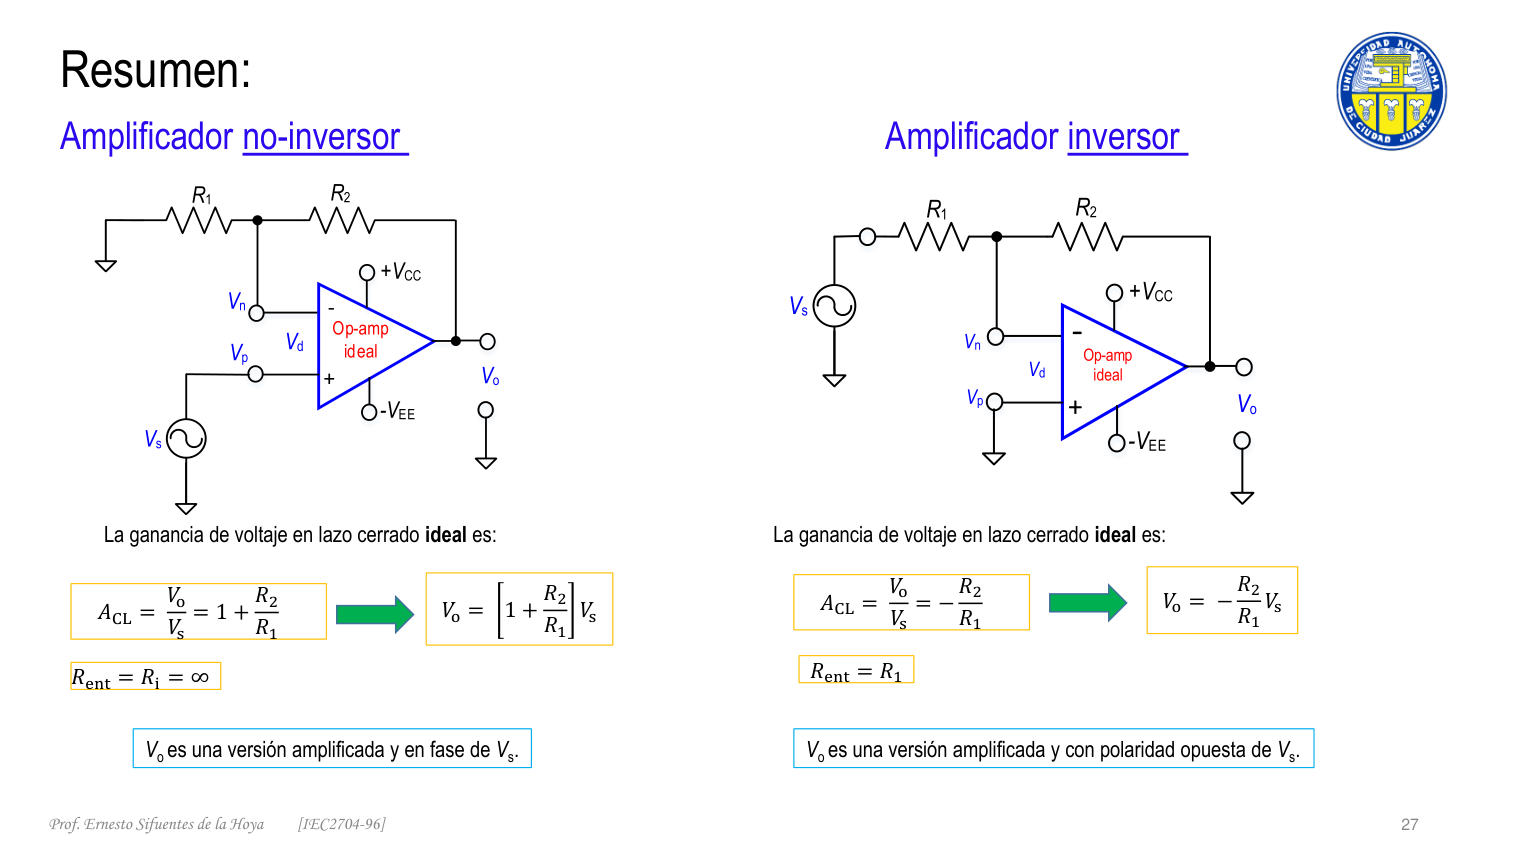 Resumen:
Amplificador no-inversor
R1
R2
+VCC
Vn
-
Op-amp
ideal
Vd
Vp
+
Vo
-VEE
Vs
La ganancia de voltaje en lazo cerrado ideal es:
ACL = Vo/Vs = 1 + R2/R1
Vo = [1 + R2/R1] Vs
Rent = Ri = ∞
Vo es una versión amplificada y en fase de Vs.
Amplificador inversor
UNIVERSIDAD AUTONOMA
DE CIUDAD JUAREZ
R1
R2
+VCC
Vs
Vn
-
Op-amp
ideal
Vd
Vp
+
Vo
-VEE
La ganancia de voltaje en lazo cerrado ideal es:
ACL = Vo/Vs = − R2/R1
Vo = − R2/R1 Vs
Rent = R1
Vo es una versión amplificada y con polaridad opuesta de Vs.
Prof. Ernesto Sifuentes de la Hoya [IEC2704-96]
27